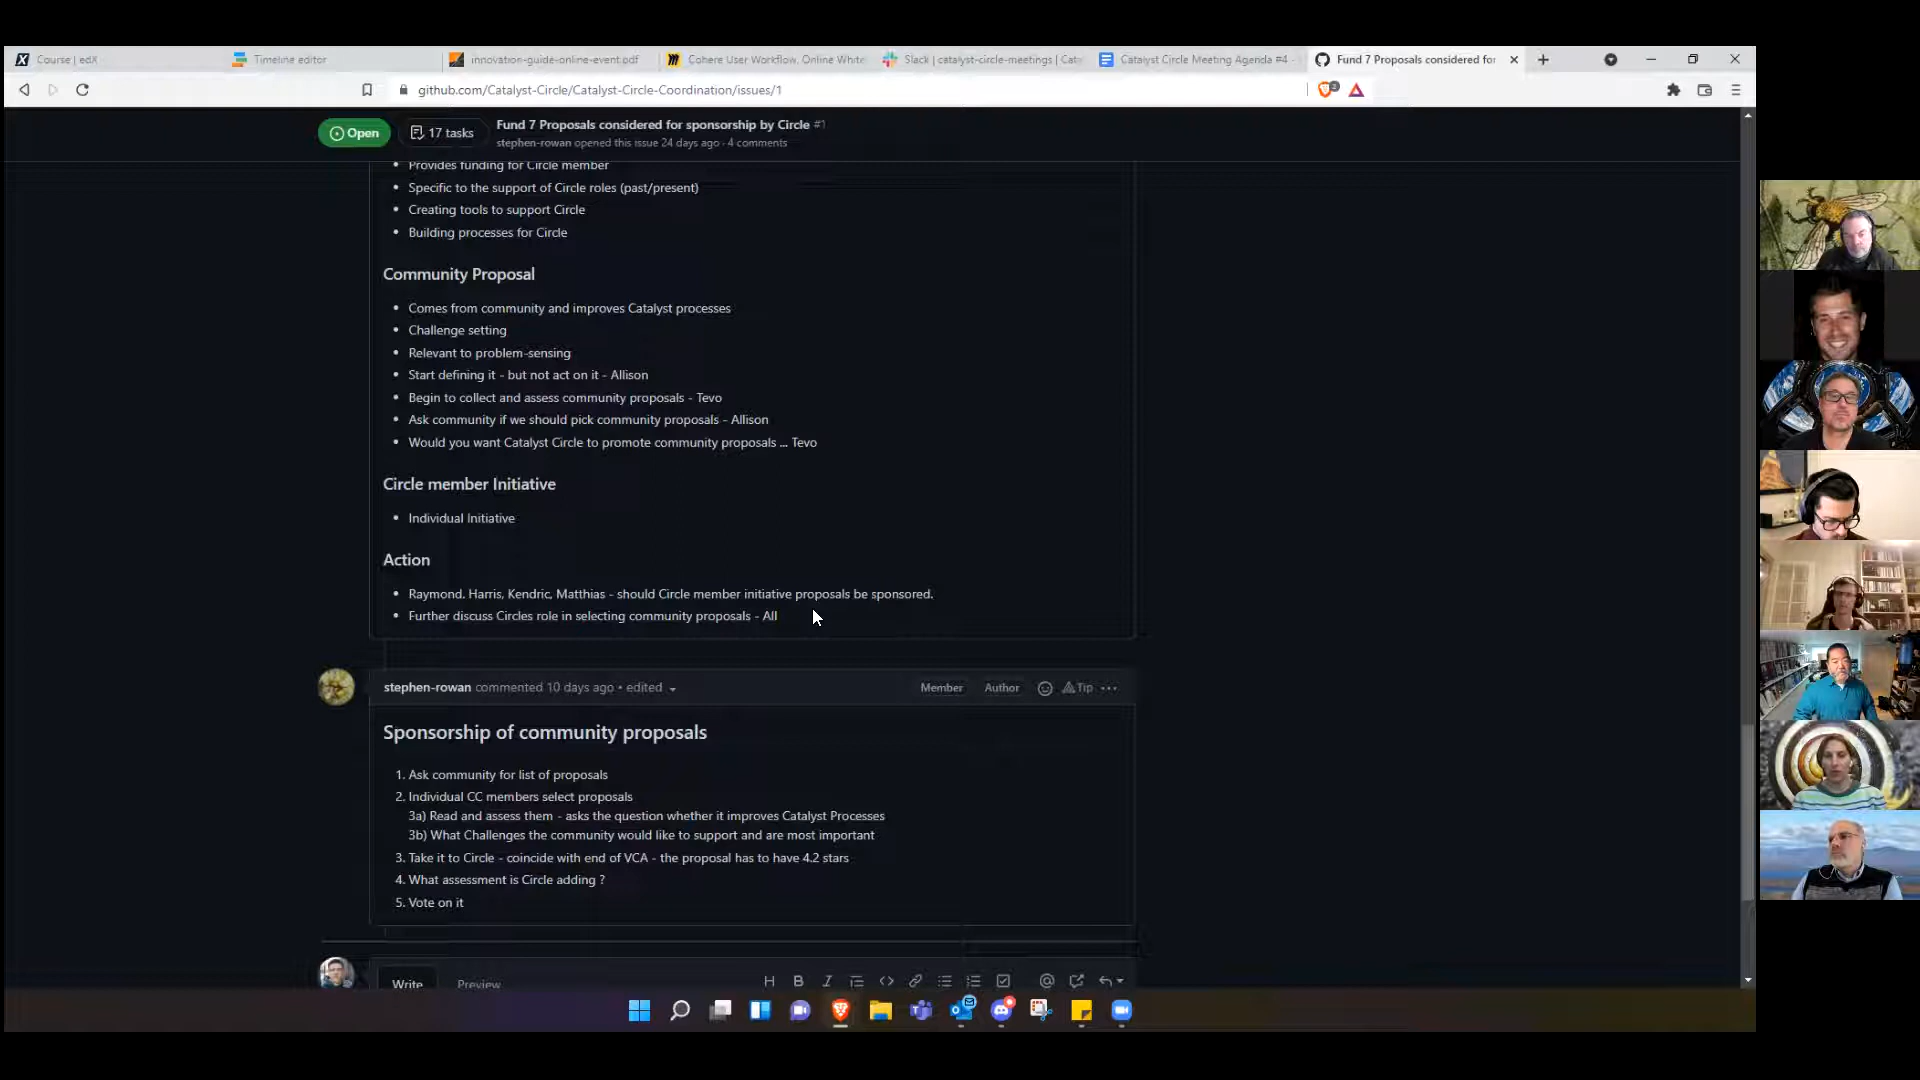 Course | edX
Timeline editor
innovation-guide-online-event.pdf
Cohere User Workflow, Online White
Slack | catalyst-circle-meetings | Cat
Catalyst Circle Meeting Agenda #4 -
Fund 7 Proposals considered for
github.com/Catalyst-Circle/Catalyst-Circle-Coordination/issues/1
Open
17 tasks
Fund 7 Proposals considered for sponsorship by Circle #1
stephen-rowan opened this issue 24 days ago · 4 comments
• Provides funding for Circle member
• Specific to the support of Circle roles (past/present)
• Creating tools to support Circle
• Building processes for Circle
Community Proposal
• Comes from community and improves Catalyst processes
• Challenge setting
• Relevant to problem-sensing
• Start defining it - but not act on it - Allison
• Begin to collect and assess community proposals - Tevo
• Ask community if we should pick community proposals - Allison
• Would you want Catalyst Circle to promote community proposals ... Tevo
Circle member Initiative
• Individual Initiative
Action
• Raymond. Harris, Kendric, Matthias - should Circle member initiative proposals be sponsored.
• Further discuss Circles role in selecting community proposals - All
stephen-rowan commented 10 days ago • edited
Member
Author
Tip
Sponsorship of community proposals
1. Ask community for list of proposals
2. Individual CC members select proposals
3a) Read and assess them - asks the question whether it improves Catalyst Processes
3b) What Challenges the community would like to support and are most important
3. Take it to Circle - coincide with end of VCA - the proposal has to have 4.2 stars
4. What assessment is Circle adding ?
5. Vote on it
Write
Preview